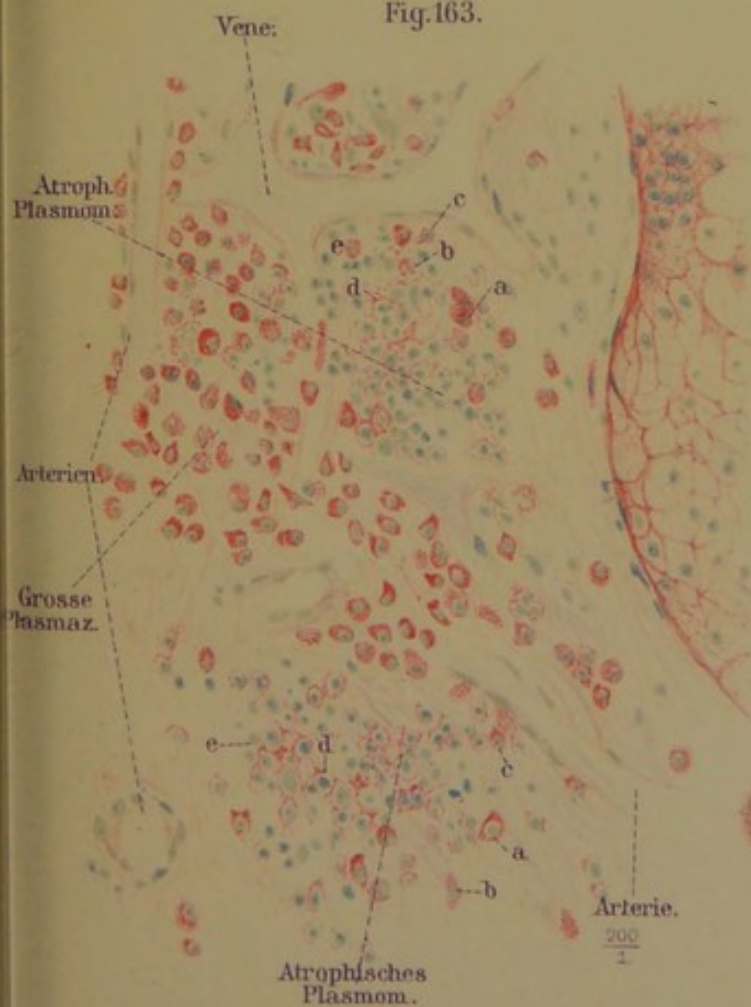 Fig.163.
Vene:
Atroph.
Plasmom.
c
e
b
d
a
Arterien.
Grosse
Plasmaz.
e
d
c
a
b
Arterie.
200
1
Atrophisches
Plasmom.